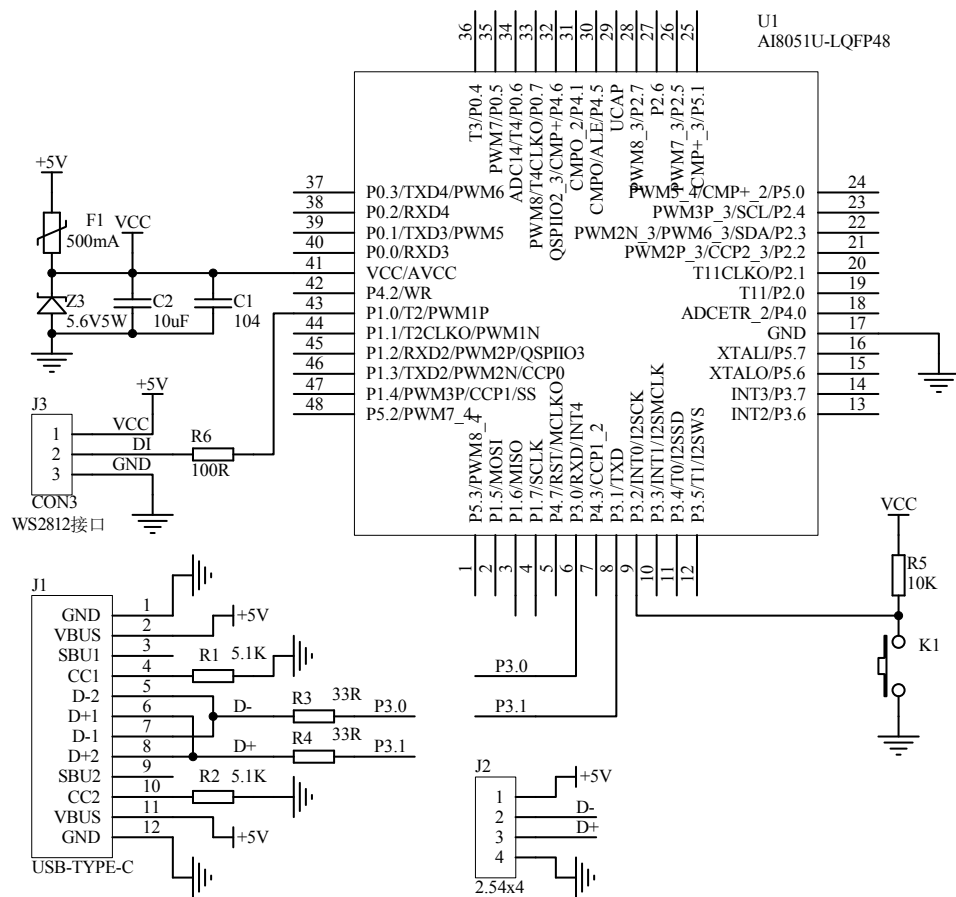 U1
AI8051U-LQFP48
36
35
34
33
32
31
30
29
28
27
26
25
T3/P0.4
PWM7/P0.5
ADC14/T4/P0.6
PWM8/T4CLKO/P0.7
QSPIIO2_3/CMP+/P4.6
CMPO_2/P4.1
CMPO/ALE/P4.5
UCAP
PWM8_3/P2.7
P2.6
PWM7_3/P2.5
CMP+_3/P5.1
37 P0.3/TXD4/PWM6
38 P0.2/RXD4
39 P0.1/TXD3/PWM5
40 P0.0/RXD3
41 VCC/AVCC
42 P4.2/WR
43 P1.0/T2/PWM1P
44 P1.1/T2CLKO/PWM1N
45 P1.2/RXD2/PWM2P/QSPIIO3
46 P1.3/TXD2/PWM2N/CCP0
47 P1.4/PWM3P/CCP1/SS
48 P5.2/PWM7_4
PWM3_4/CMP+_2/P5.0 24
PWM3P_3/SCL/P2.4 23
PWM2N_3/PWM6_3/SDA/P2.3 22
PWM2P_3/CCP2_3/P2.2 21
T11CLKO/P2.1 20
T11/P2.0 19
ADCETR_2/P4.0 18
GND 17
XTALI/P5.7 16
XTALO/P5.6 15
INT3/P3.7 14
INT2/P3.6 13
P5.3/PWM8_4
P1.5/MOSI
P1.6/MISO
P1.7/SCLK
P4.7/RST/MCLKO
P3.0/RXD/INT4
P4.3/CCP1_2
P3.1/TXD
P3.2/INT0/I2SCK
P3.3/INT1/I2SMCLK
P3.4/T0/I2SSD
P3.5/T1/I2SWS
1
2
3
4
5
6
7
8
9
10
11
12
+5V
F1
500mA
VCC
Z3
5.6V5W
C2
10uF
C1
104
+5V
J3
1 VCC
2 DI
3 GND
R6
100R
CON3
WS2812接口
VCC
R5
10K
K1
J1
GND 1
VBUS 2
SBU1 3
CC1 4
D-2 5
D+1 6
D-1 7
D+2 8
SBU2 9
CC2 10
VBUS 11
GND 12
USB-TYPE-C
+5V
R1 5.1K
D- R3 33R P3.0
D+ R4 33R P3.1
R2 5.1K
+5V
P3.0
P3.1
J2
1 +5V
2 D-
3 D+
4
2.54x4